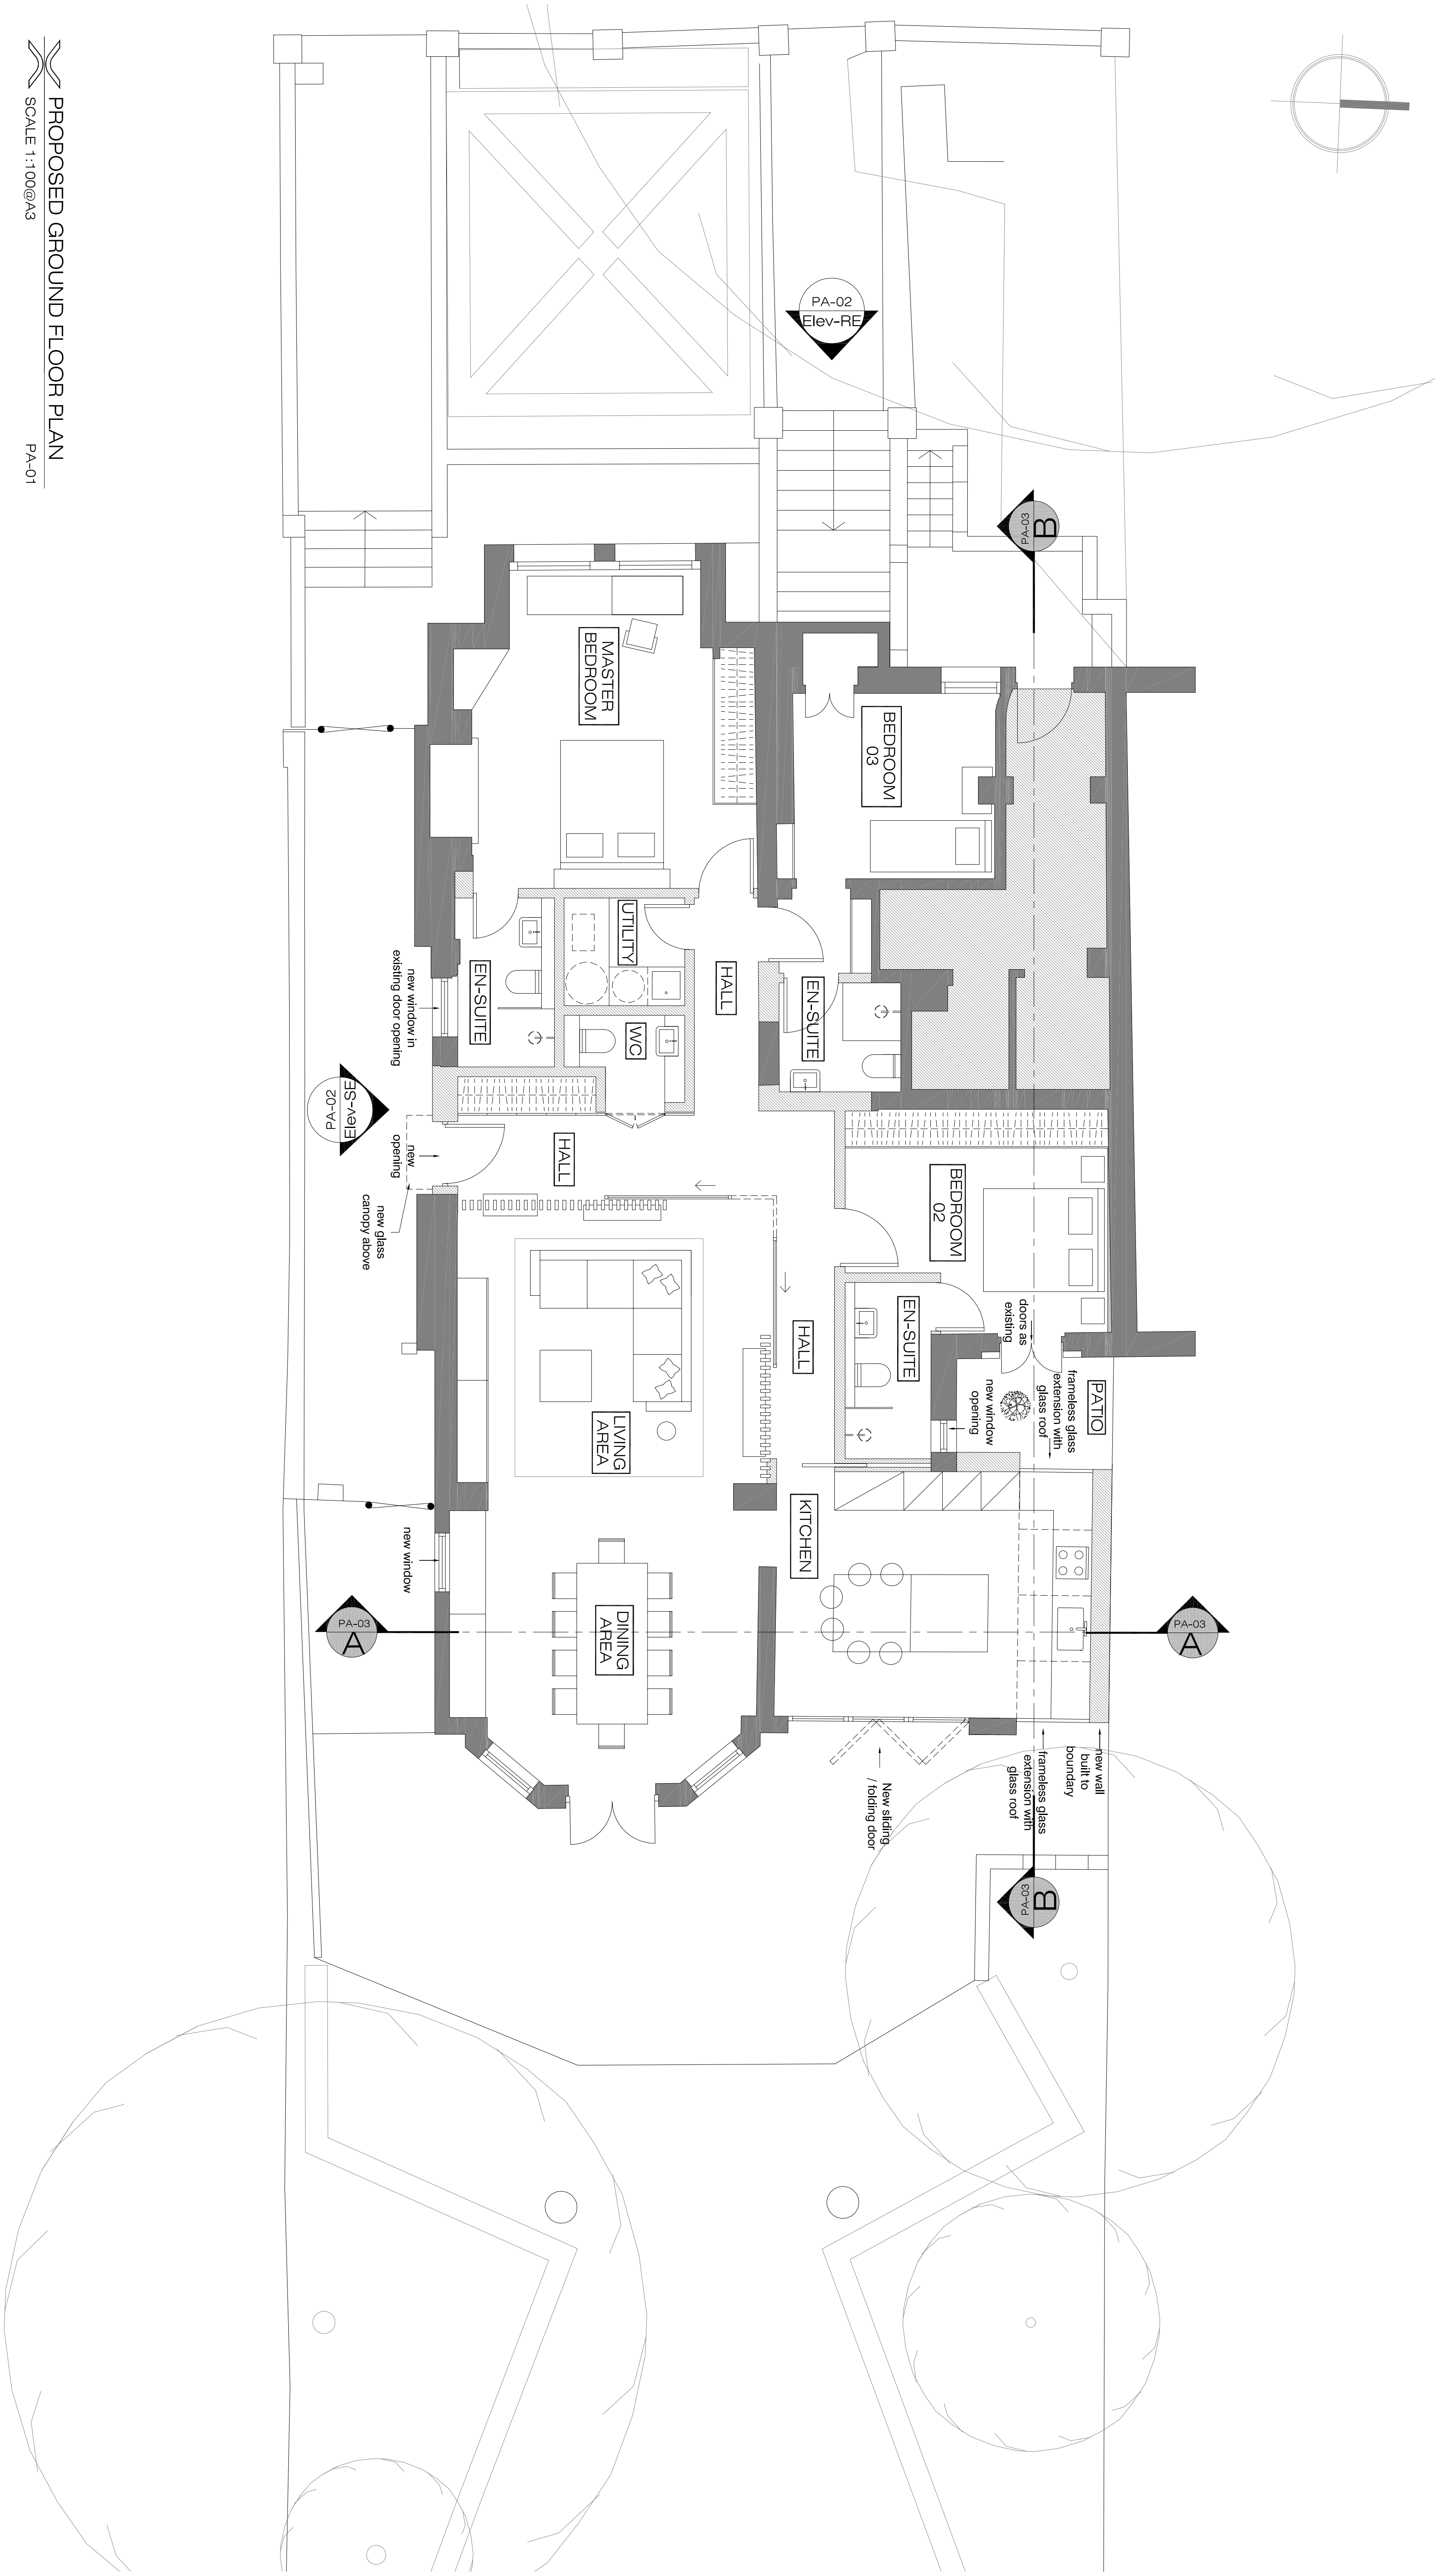 PROPOSED GROUND FLOOR PLAN
SCALE 1:100@A3
PA-01
PA-02
Elev-RE
B
PA-03
MASTER
BEDROOM
BEDROOM
03
UTILITY
HALL
EN-SUITE
EN-SUITE
WC
new window in
existing door opening
Elev-SE
PA-02
new
opening
new glass
canopy above
HALL
BEDROOM
02
doors as
existing
EN-SUITE
HALL
PATIO
frameless glass
extension with
glass roof
new window
opening
LIVING
AREA
KITCHEN
new window
DINING
AREA
PA-03
A
PA-03
A
new wall
built to
boundary
frameless glass
extension with
glass roof
New sliding
/ folding door
B
PA-03